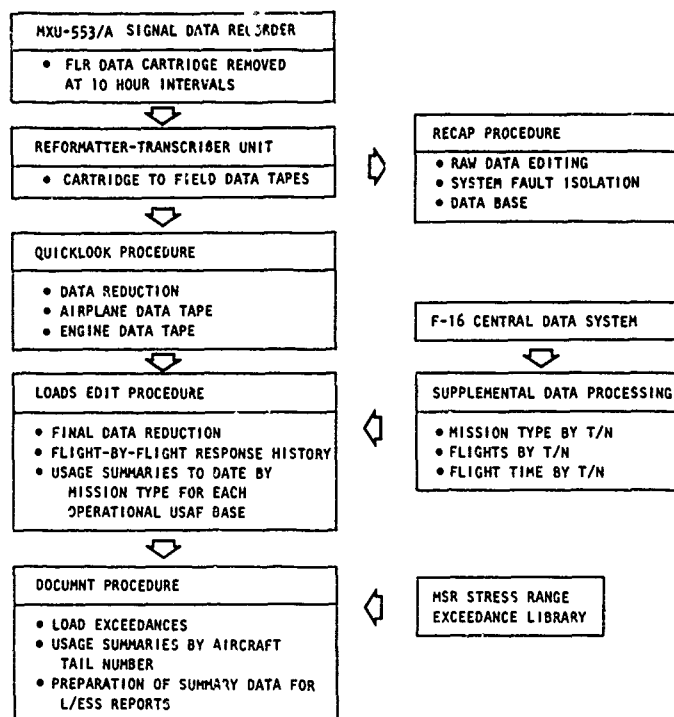 MXU-553/A SIGNAL DATA RECORDER
• FLR DATA CARTRIDGE REMOVED
AT 10 HOUR INTERVALS
REFORMATTER-TRANSCRIBER UNIT
• CARTRIDGE TO FIELD DATA TAPES
RECAP PROCEDURE
• RAW DATA EDITING
• SYSTEM FAULT ISOLATION
• DATA BASE
QUICKLOOK PROCEDURE
• DATA REDUCTION
• AIRPLANE DATA TAPE
• ENGINE DATA TAPE
F-16 CENTRAL DATA SYSTEM
LOADS EDIT PROCEDURE
• FINAL DATA REDUCTION
• FLIGHT-BY-FLIGHT RESPONSE HISTORY
• USAGE SUMMARIES TO DATE BY
MISSION TYPE FOR EACH
OPERATIONAL USAF BASE
SUPPLEMENTAL DATA PROCESSING
• MISSION TYPE BY T/N
• FLIGHTS BY T/N
• FLIGHT TIME BY T/N
DOCUMNT PROCEDURE
• LOAD EXCEEDANCES
• USAGE SUMMARIES BY AIRCRAFT
TAIL NUMBER
• PREPARATION OF SUMMARY DATA FOR
L/ESS REPORTS
MSR STRESS RANGE
EXCEEDANCE LIBRARY